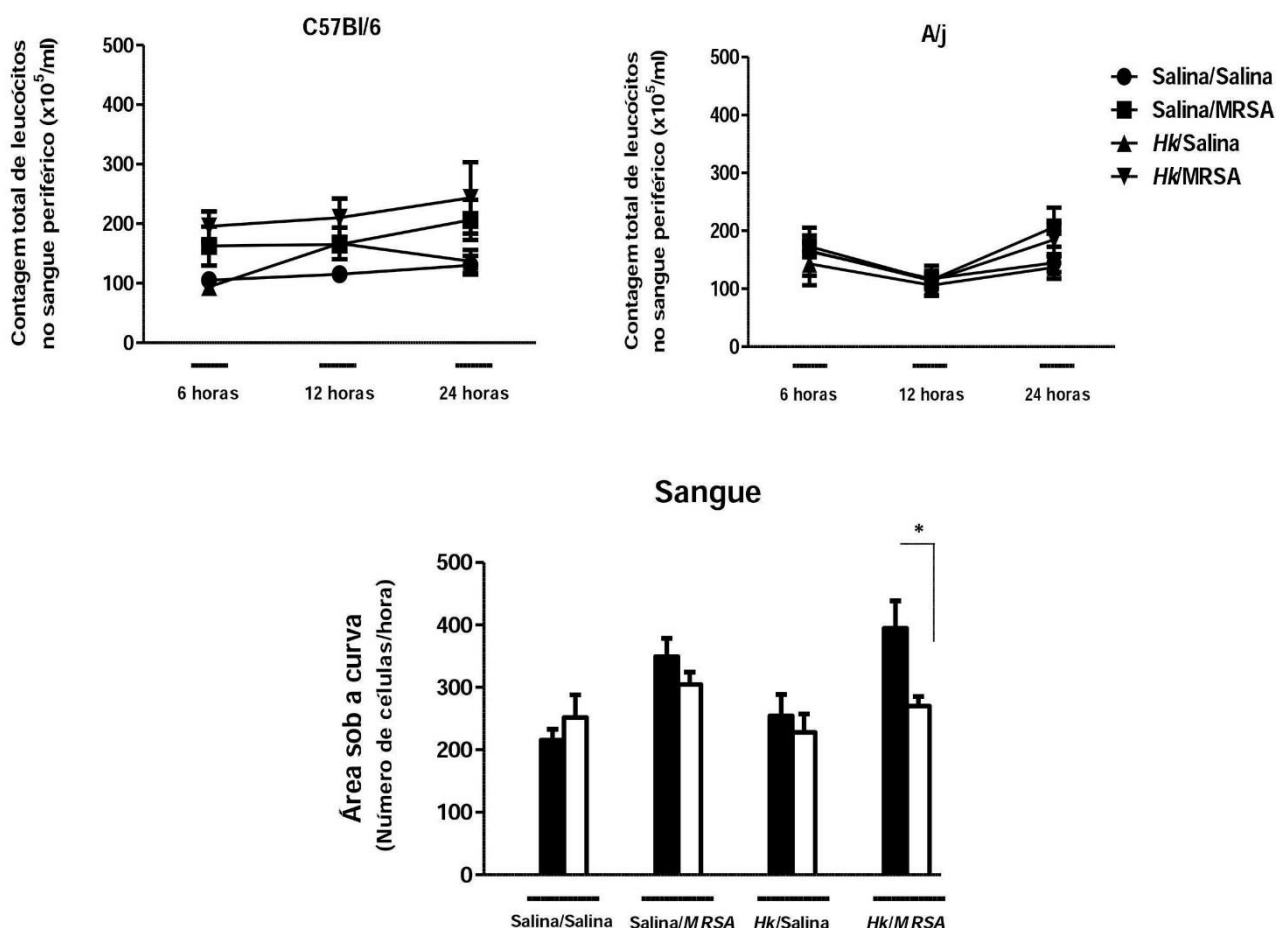 C57Bl/6
Contagem total de leucócitos
no sangue periférico (x10⁵/ml)
500
400
300
200
100
0
6 horas
12 horas
24 horas
A/j
Contagem total de leucócitos
no sangue periférico (x10⁵/ml)
500
400
300
200
100
0
6 horas
12 horas
24 horas
Salina/Salina
Salina/MRSA
Hk/Salina
Hk/MRSA
Sangue
Área sob a curva
(Número de células/hora)
500
400
300
200
100
0
*
Salina/Salina
Salina/MRSA
Hk/Salina
Hk/MRSA